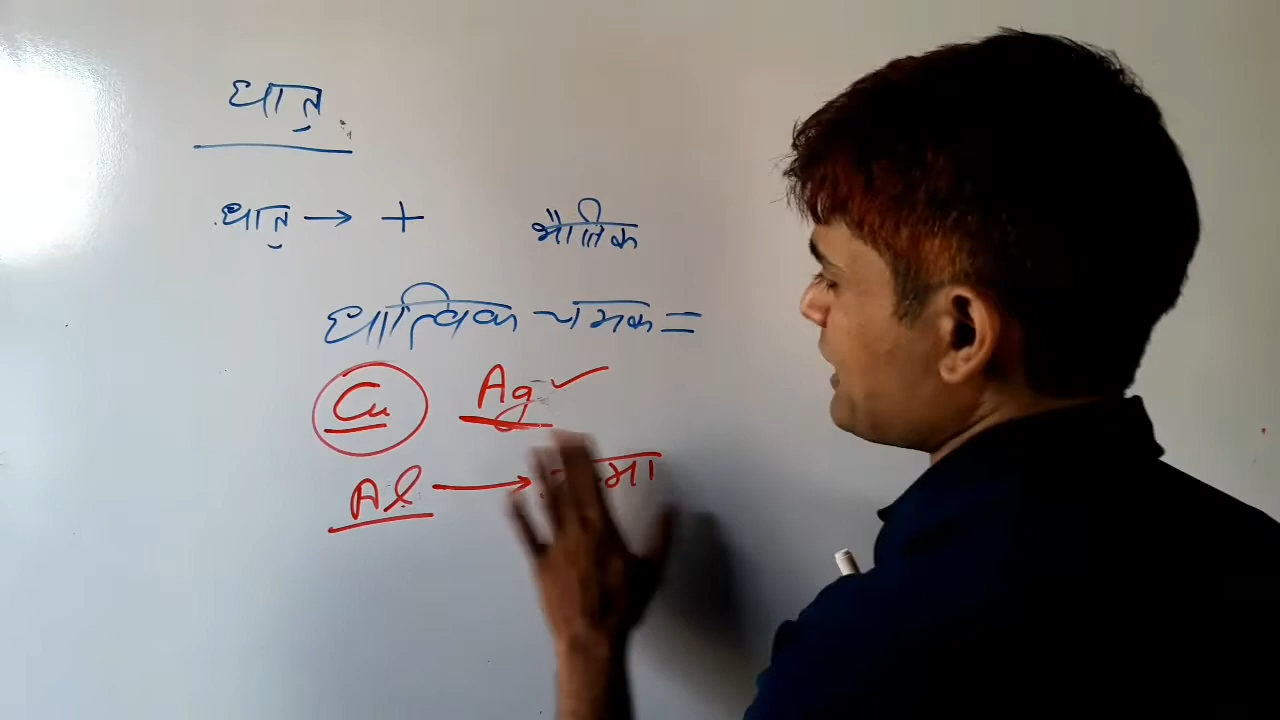 धातु
धातु → + भौतिक
धात्विक चमक =
Cu Ag ✓
Al →